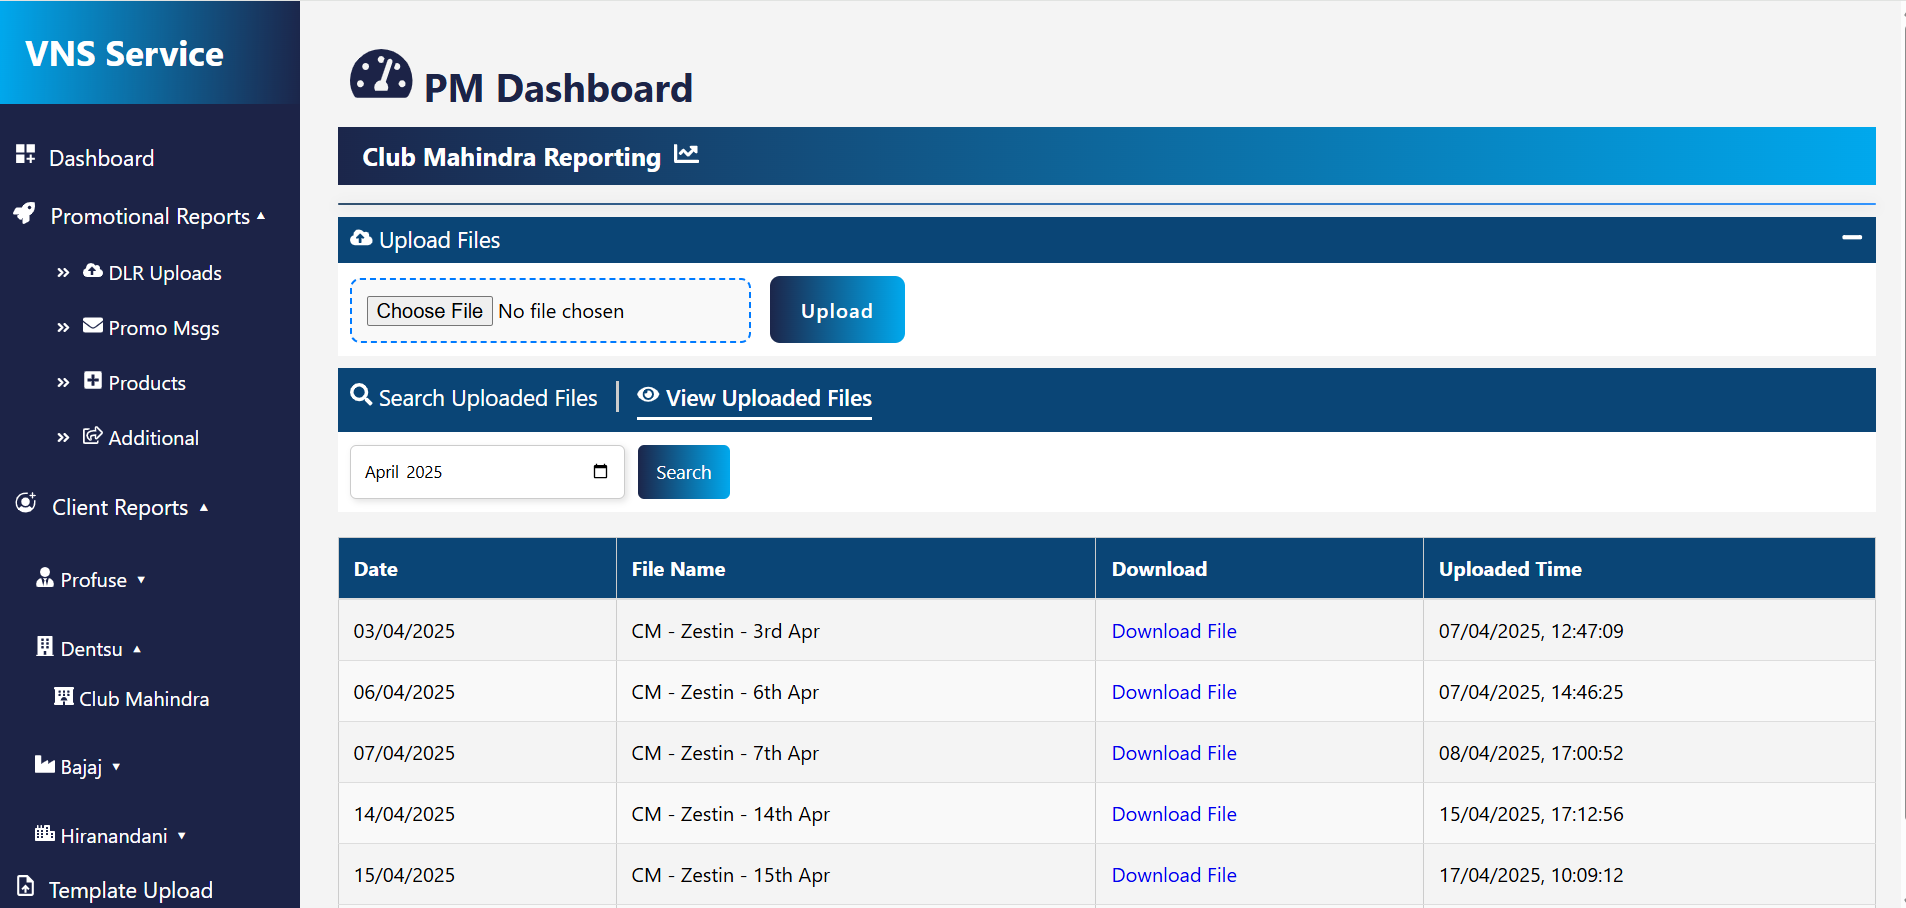 VNS Service
Dashboard
Promotional Reports
DLR Uploads
Promo Msgs
Products
Additional
Client Reports
Profuse
Dentsu
Club Mahindra
Bajaj
Hiranandani
Template Upload
PM Dashboard
Club Mahindra Reporting
Upload Files
Choose File No file chosen Upload
Search Uploaded Files | View Uploaded Files
April 2025 Search
Date File Name Download Uploaded Time
03/04/2025 CM - Zestin - 3rd Apr Download File 07/04/2025, 12:47:09
06/04/2025 CM - Zestin - 6th Apr Download File 07/04/2025, 14:46:25
07/04/2025 CM - Zestin - 7th Apr Download File 08/04/2025, 17:00:52
14/04/2025 CM - Zestin - 14th Apr Download File 15/04/2025, 17:12:56
15/04/2025 CM - Zestin - 15th Apr Download File 17/04/2025, 10:09:12